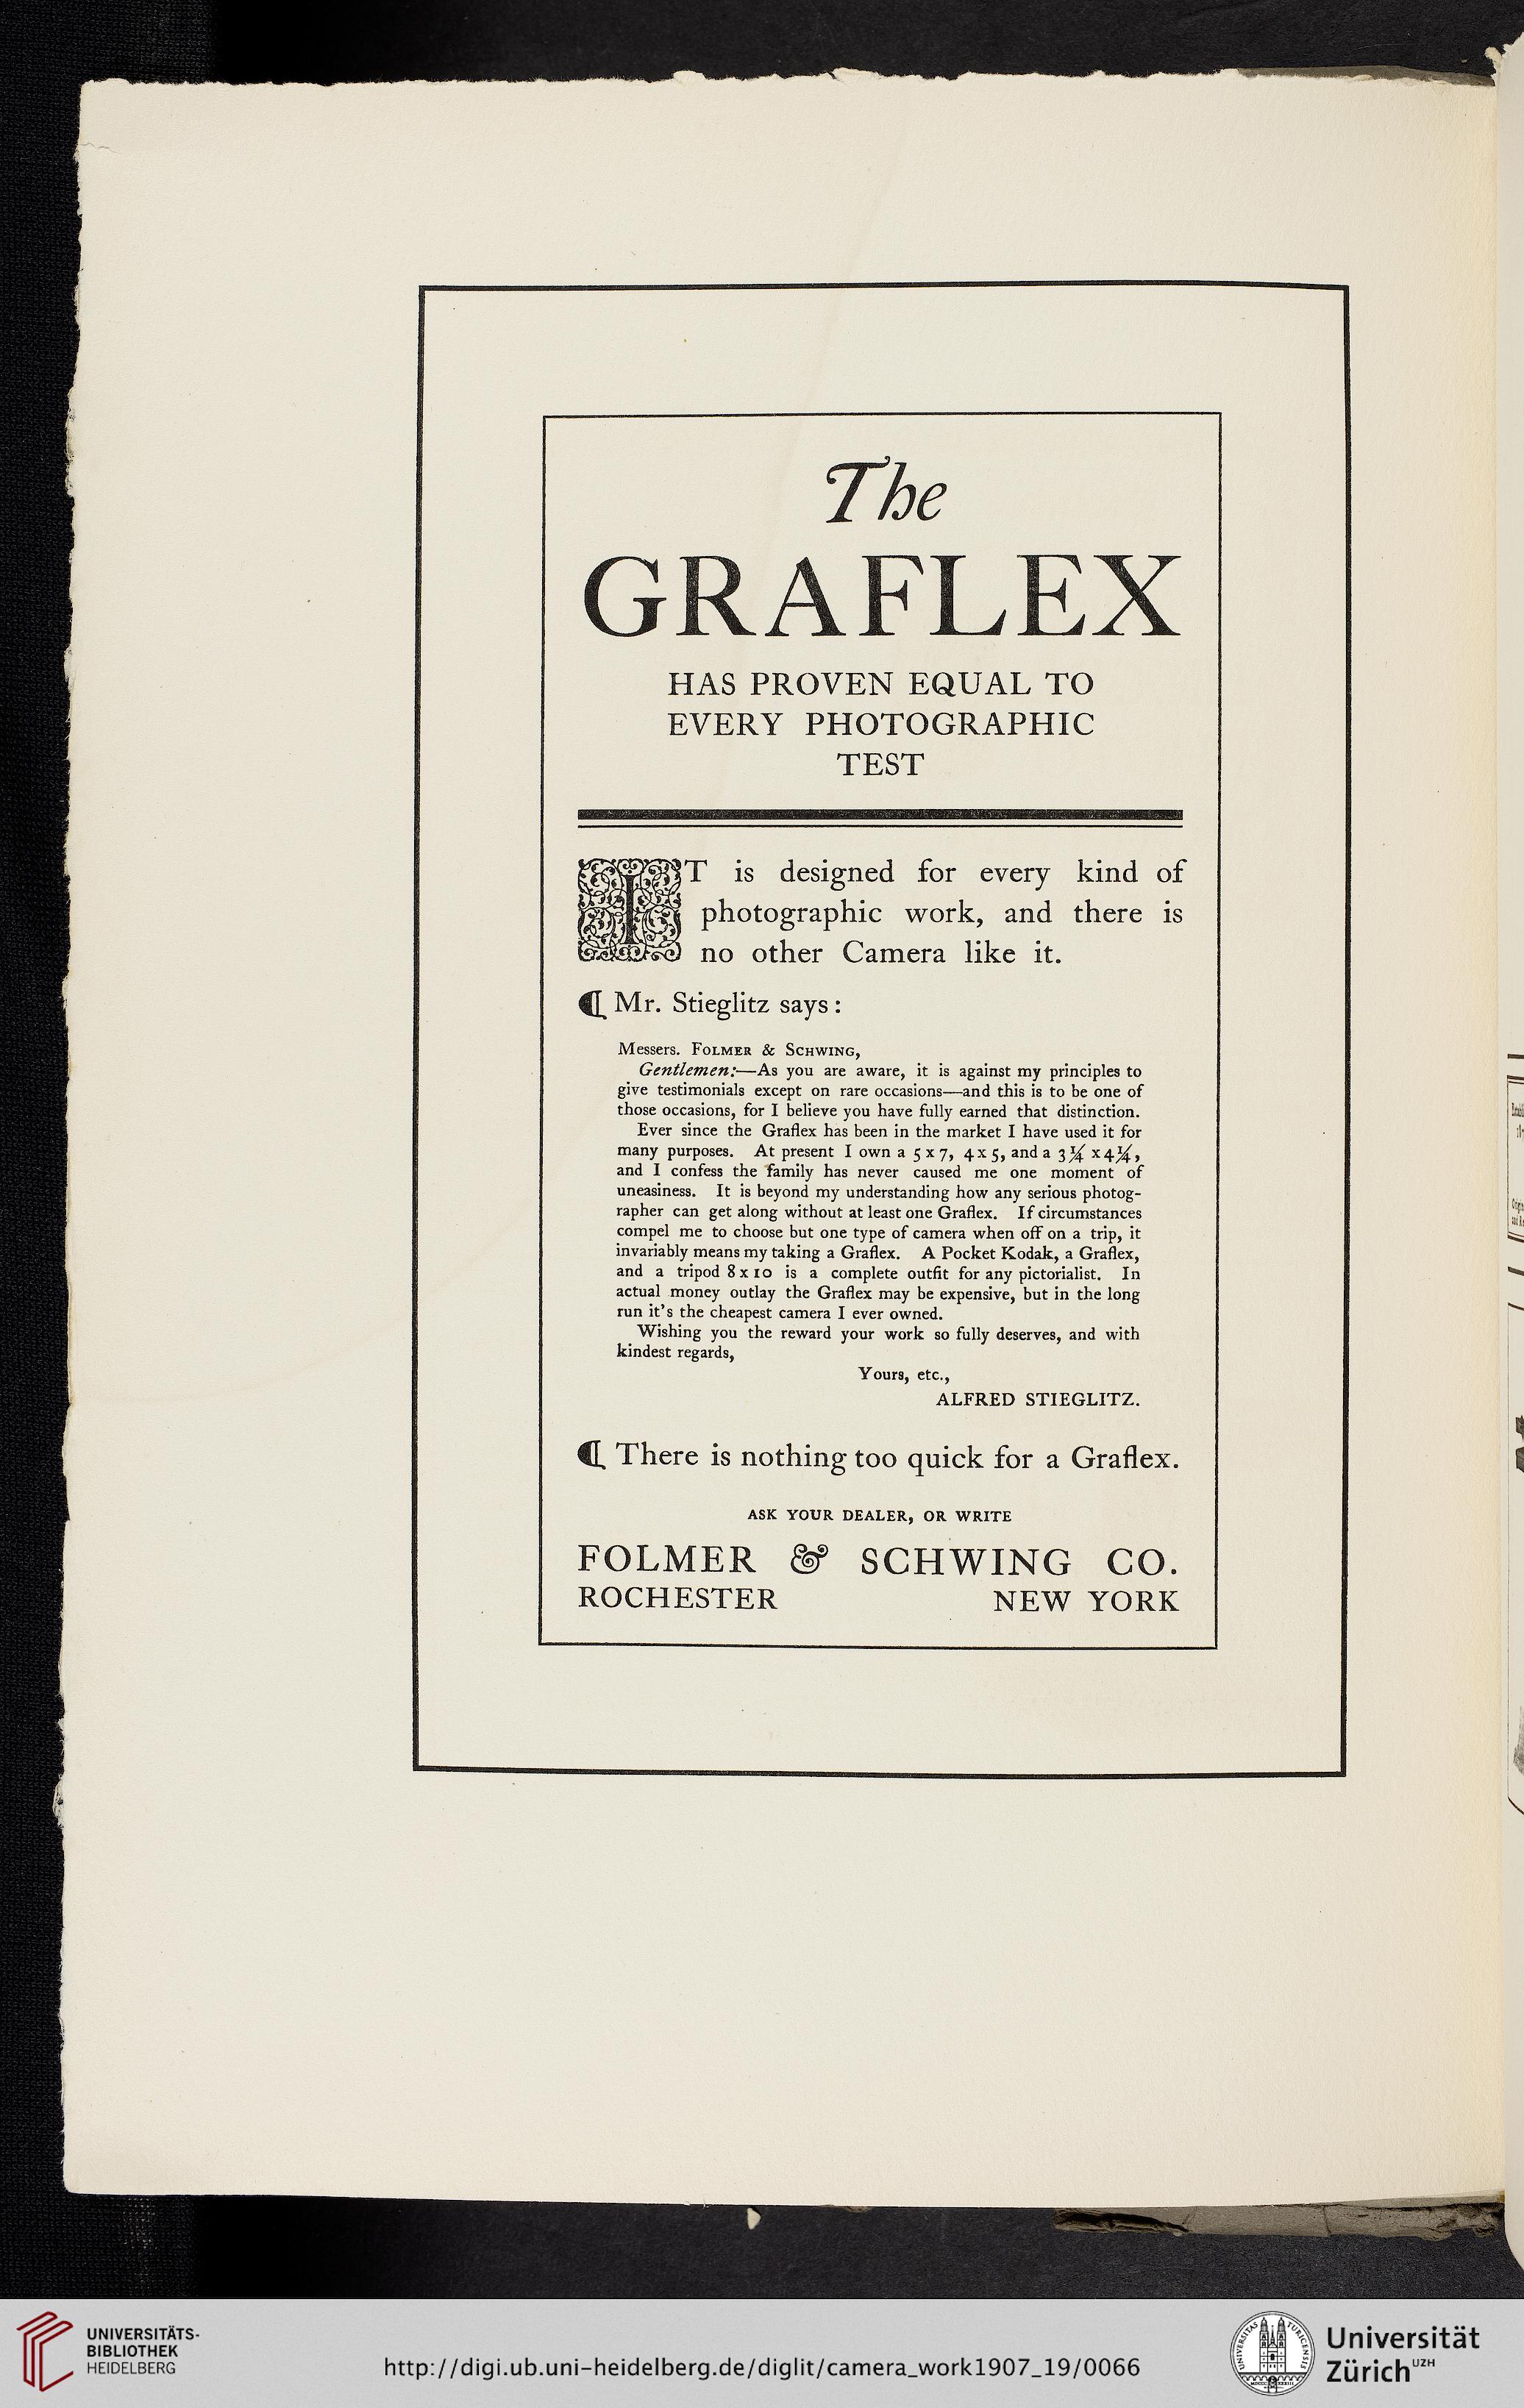 The
GRAFLEX
HAS PROVEN EQUAL TO
EVERY PHOTOGRAPHIC
TEST
IT is designed for every kind of
photographic work, and there is
no other Camera like it.
¶ Mr. Stieglitz says:
Messers. FOLMER & SCHWING,
Gentlemen:—As you are aware, it is against my principles to
give testimonials except on rare occasions—and this is to be one of
those occasions, for I believe you have fully earned that distinction.
Ever since the Graflex has been in the market I have used it for
many purposes. At present I own a 5 x 7, 4 x 5, and a 3¼ x 4¼,
and I confess the family has never caused me one moment of
uneasiness. It is beyond my understanding how any serious photog-
rapher can get along without at least one Graflex. If circumstances
compel me to choose but one type of camera when off on a trip, it
invariably means my taking a Graflex. A Pocket Kodak, a Graflex,
and a tripod 8 x 10 is a complete outfit for any pictorialist. In
actual money outlay the Graflex may be expensive, but in the long
run it's the cheapest camera I ever owned.
Wishing you the reward your work so fully deserves, and with
kindest regards,
Yours, etc.,
ALFRED STIEGLITZ.
¶ There is nothing too quick for a Graflex.
ASK YOUR DEALER, OR WRITE
FOLMER & SCHWING CO.
ROCHESTER NEW YORK
UNIVERSITÄTS-
BIBLIOTHEK
HEIDELBERG
http://digi.ub.uni-heidelberg.de/diglit/camera_work1907_19/0066
Universität
Zürich UZH